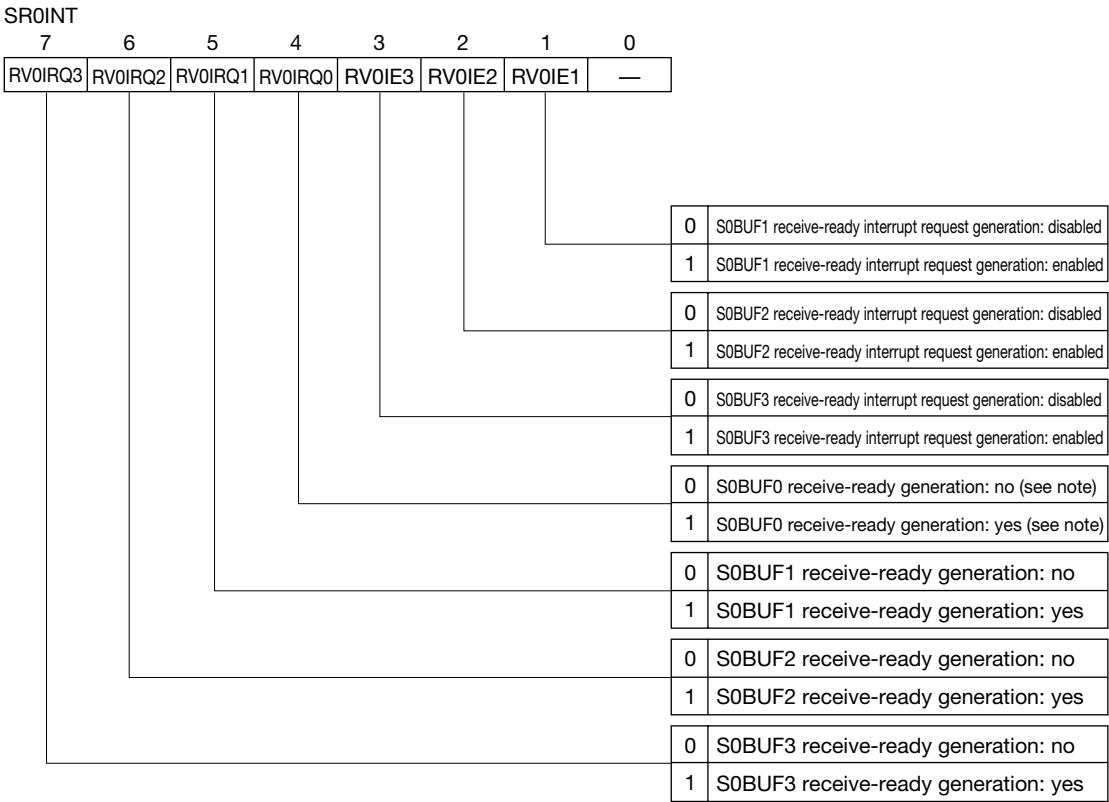 SR0INT
7 6 5 4 3 2 1 0
RV0IRQ3 RV0IRQ2 RV0IRQ1 RV0IRQ0 RV0IE3 RV0IE2 RV0IE1 —
0 S0BUF1 receive-ready interrupt request generation: disabled
1 S0BUF1 receive-ready interrupt request generation: enabled
0 S0BUF2 receive-ready interrupt request generation: disabled
1 S0BUF2 receive-ready interrupt request generation: enabled
0 S0BUF3 receive-ready interrupt request generation: disabled
1 S0BUF3 receive-ready interrupt request generation: enabled
0 S0BUF0 receive-ready generation: no (see note)
1 S0BUF0 receive-ready generation: yes (see note)
0 S0BUF1 receive-ready generation: no
1 S0BUF1 receive-ready generation: yes
0 S0BUF2 receive-ready generation: no
1 S0BUF2 receive-ready generation: yes
0 S0BUF3 receive-ready generation: no
1 S0BUF3 receive-ready generation: yes